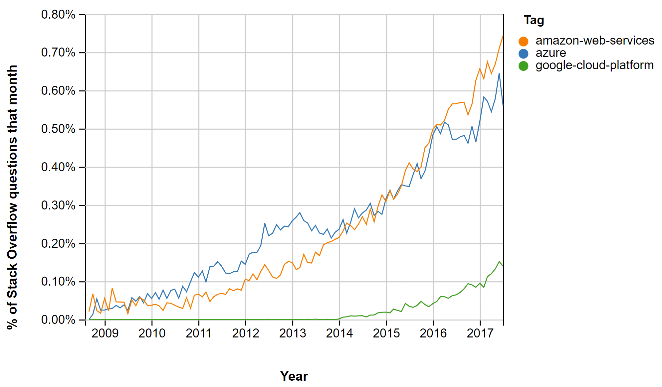 % of Stack Overflow questions that month
0.80%
0.70%
0.60%
0.50%
0.40%
0.30%
0.20%
0.10%
0.00%
2009 2010 2011 2012 2013 2014 2015 2016 2017
Year
Tag
amazon-web-services
azure
google-cloud-platform